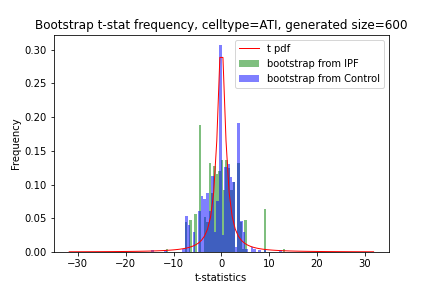 Bootstrap t-stat frequency, celltype=ATI, generated size=600
t pdf
bootstrap from IPF
bootstrap from Control
Frequency
0.30
0.25
0.20
0.15
0.10
0.05
0.00
−30 −20 −10 0 10 20 30
t-statistics